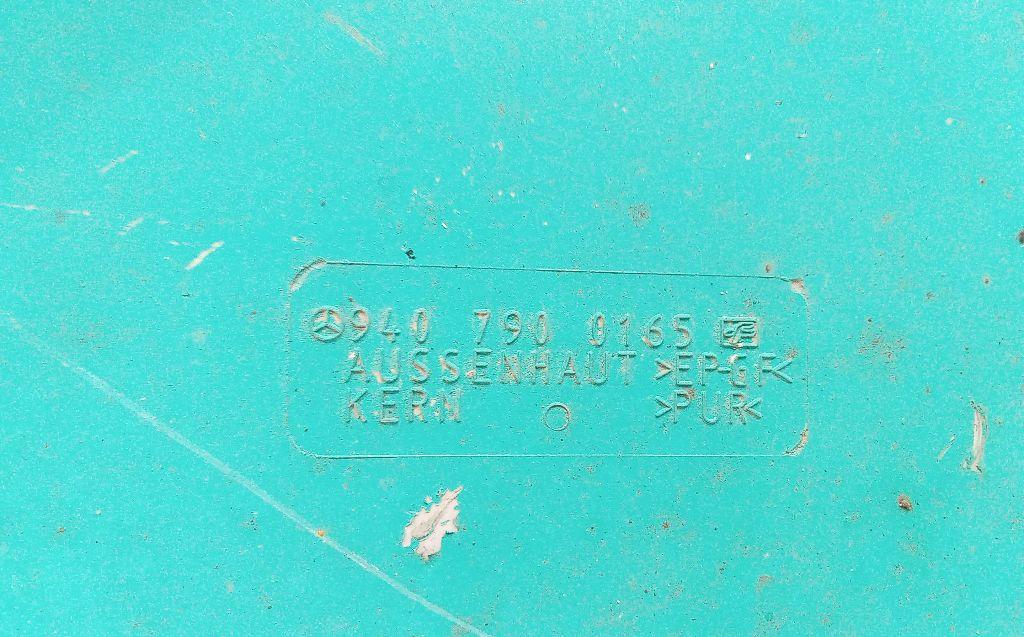 940 790 0165
AUSSENHAUT >EP-GF<
KERN >PUR<